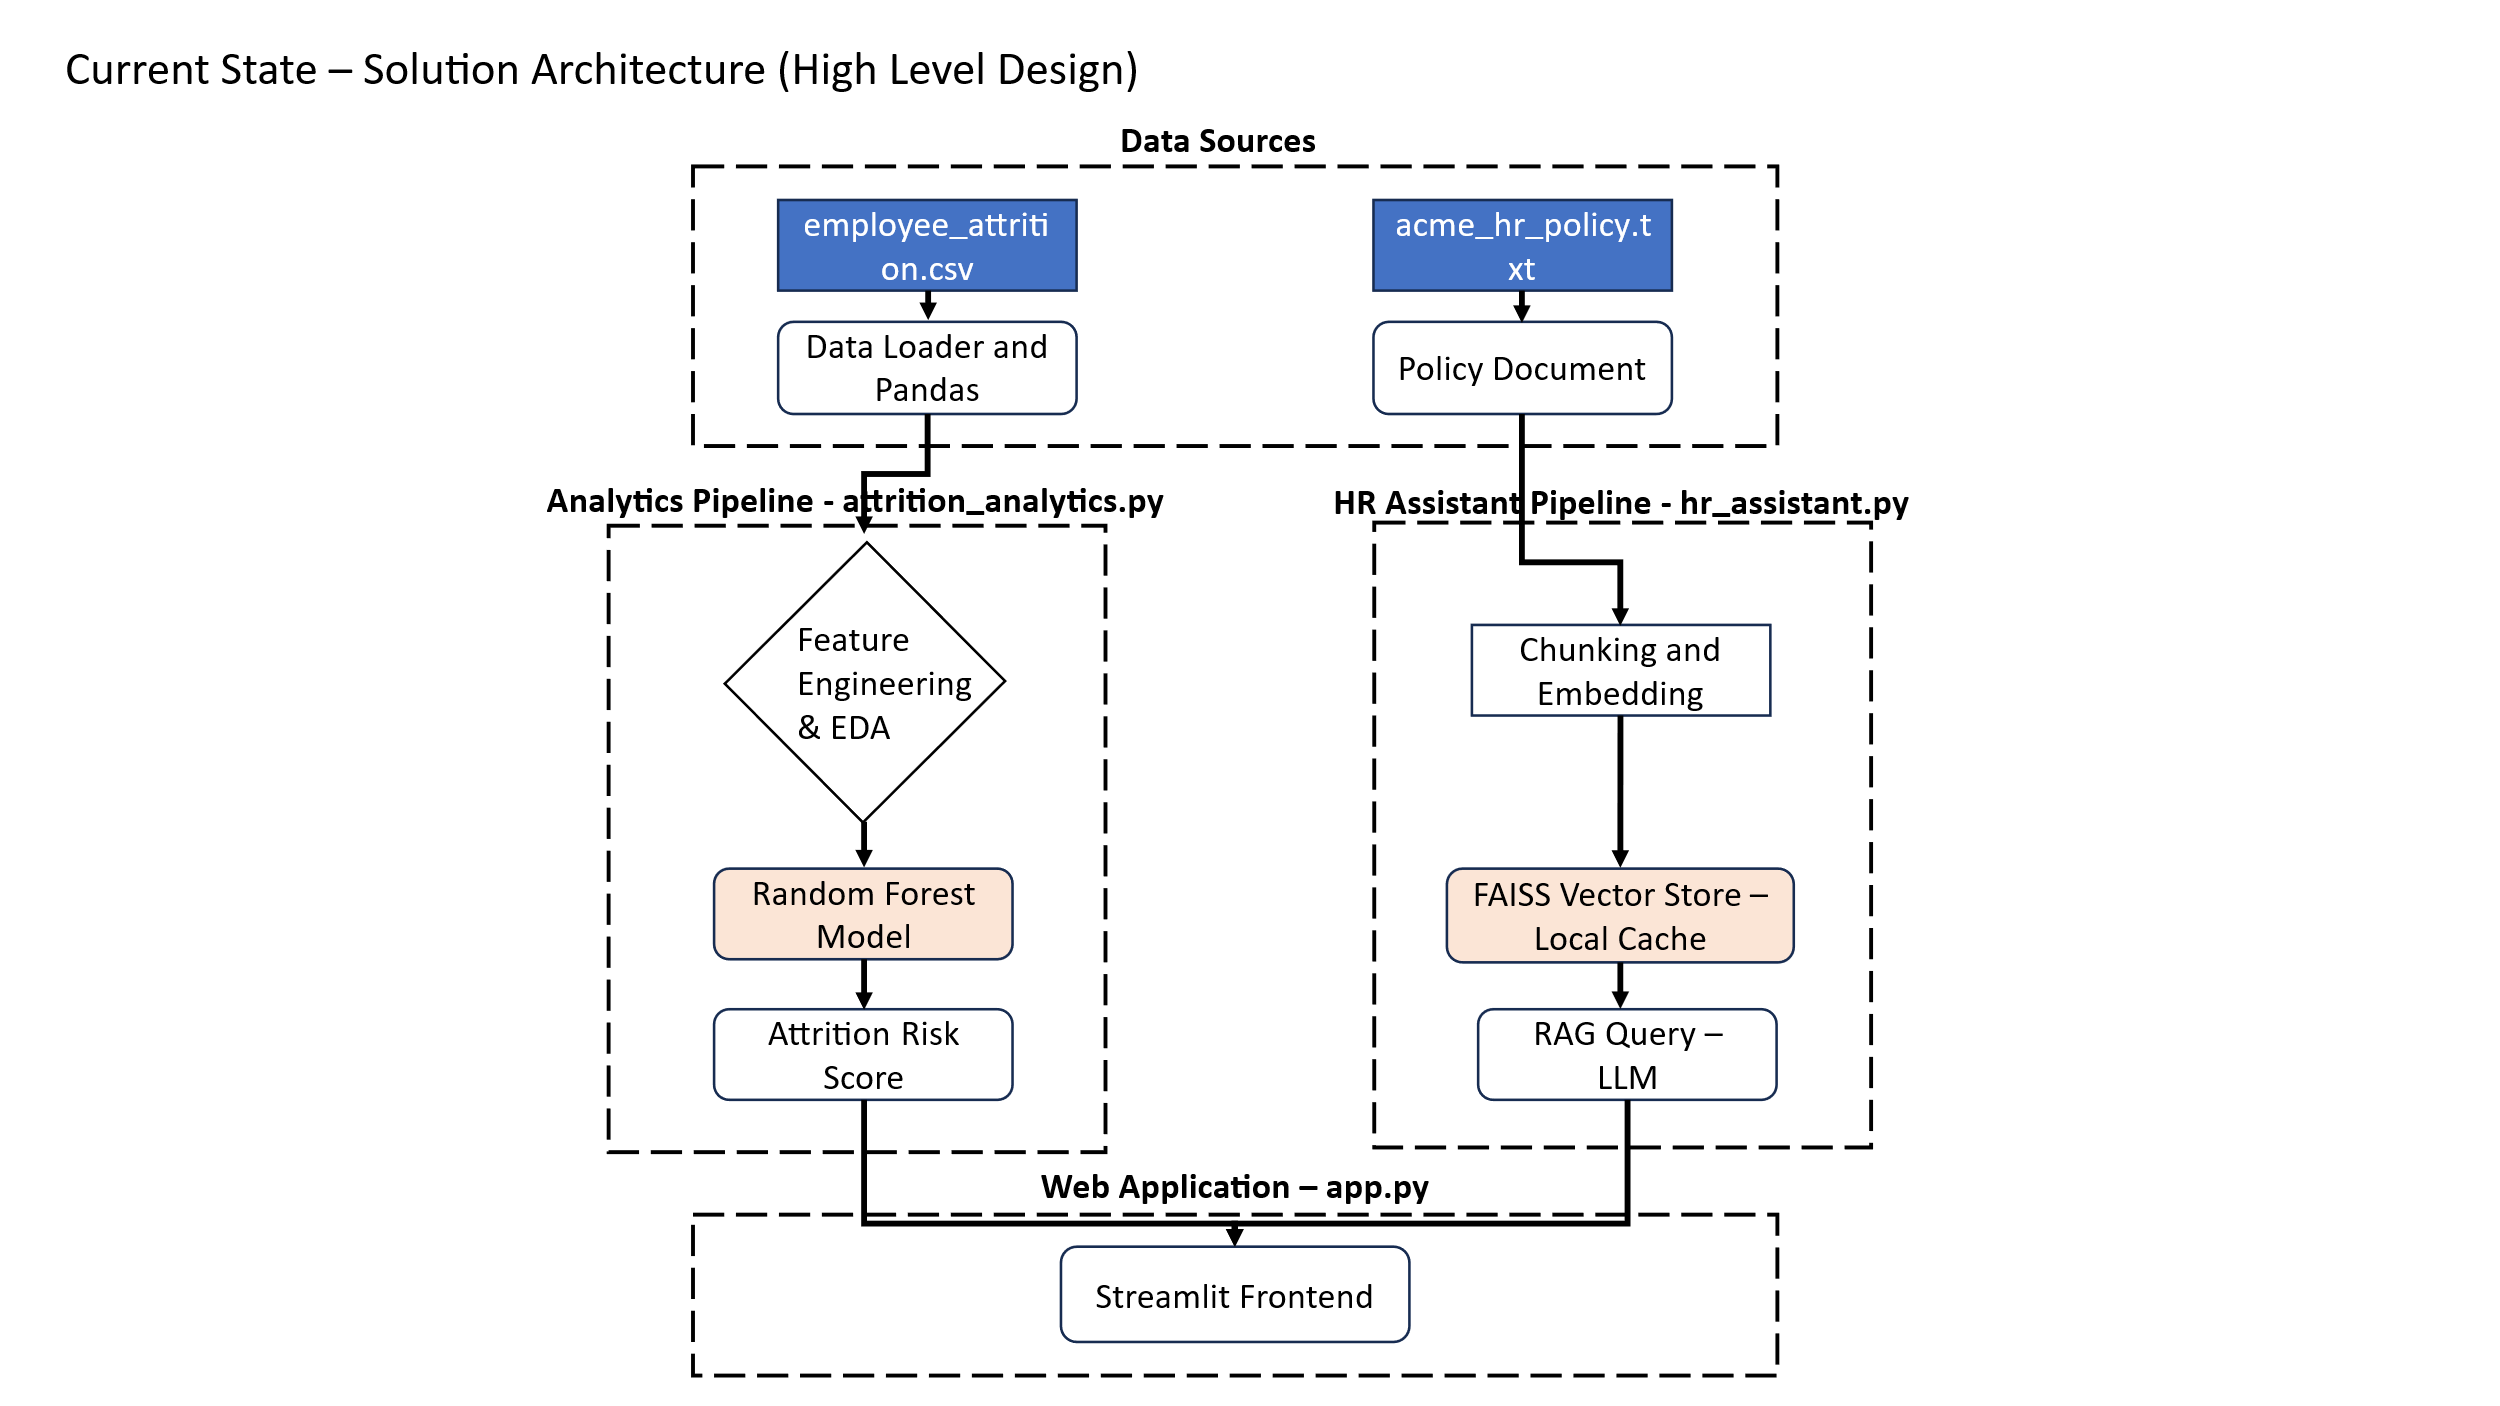 Current State – Solution Architecture (High Level Design)
Data Sources
employee_attriti
on.csv
acme_hr_policy.t
xt
Data Loader and
Pandas
Policy Document
Analytics Pipeline - attrition_analytics.py
HR Assistant Pipeline - hr_assistant.py
Feature
Engineering
& EDA
Chunking and
Embedding
Random Forest
Model
FAISS Vector Store –
Local Cache
Attrition Risk
Score
RAG Query –
LLM
Web Application – app.py
Streamlit Frontend